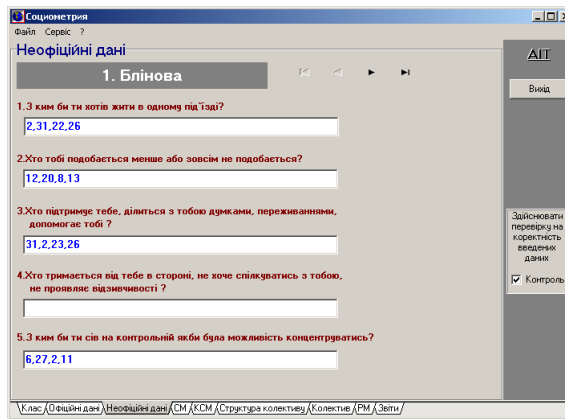 Социометрия
Файл Сервіс ?
Неофіційні дані
1. Блінова
АІТ
Вихід
1.З ким би ти хотів жити в одному під'їзді?
2,31,22,26
2.Хто тобі подобається менше або зовсім не подобається?
12,20,8,13
3.Хто підтримує тебе, ділиться з тобою думками, переживаннями,
допомогає тобі ?
31,2,23,26
4.Хто тримається від тебе в стороні, не хоче спілкуватись з тобою,
не проявляє відзивчивості ?
5.З ким би ти сів на контрольній якби була можливість концентруватись?
6,27,2,11
Здійснювати
перевірку на
коректність
введених
даних
Контроль
Клас Офіційні дані Неофіційні дані СМ КСМ Структура колективу Колектив РМ Звіти